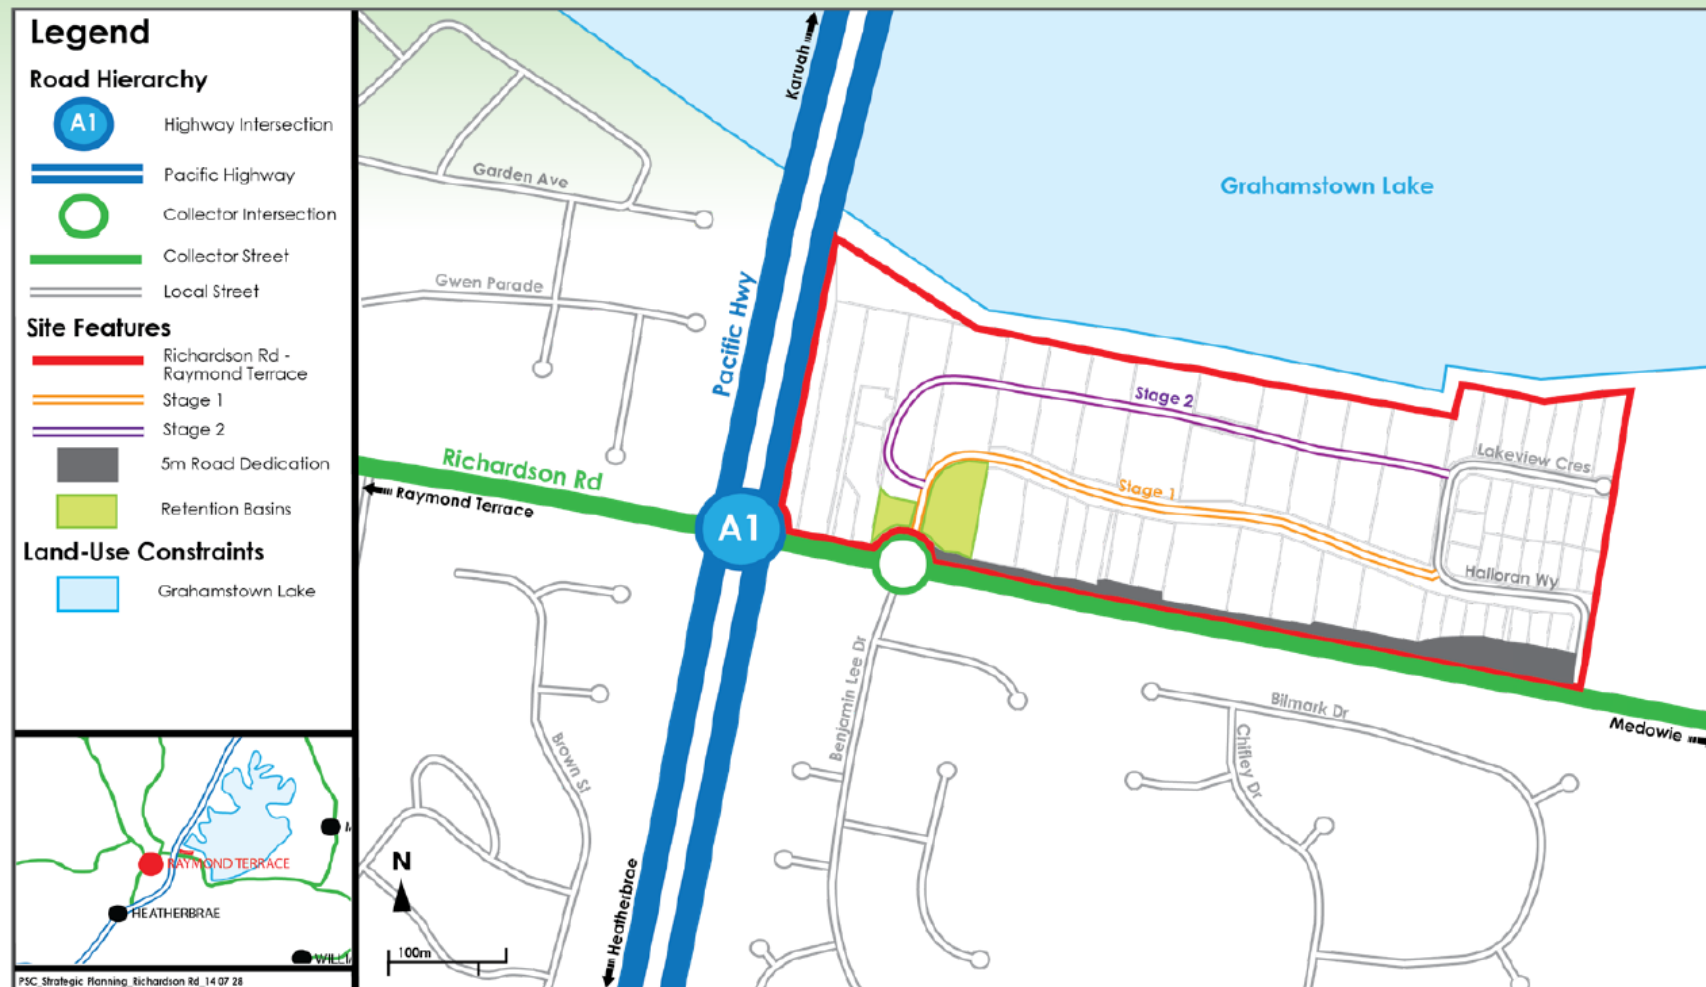 Legend
Road Hierarchy
A1
Highway Intersection
Pacific Highway
Collector Intersection
Collector Street
Local Street
Site Features
Richardson Rd -
Raymond Terrace
Stage 1
Stage 2
5m Road Dedication
Retention Basins
Land-Use Constraints
Grahamstown Lake
RAYMOND TERRACE
HEATHERBRAE
PSC_Strategic Planning_Richardson Rd_14 07 28
Karuah
Garden Ave
Grahamstown Lake
Gwen Parade
Pacific Hwy
Stage 2
Richardson Rd
Raymond Terrace
Lakeview Cres
Stage 1
A1
Halloran Wy
Benjamin Lee Dr
Bilmark Dr
Medowie
Chifley Dr
Brown St
N
Heatherbrae
100m